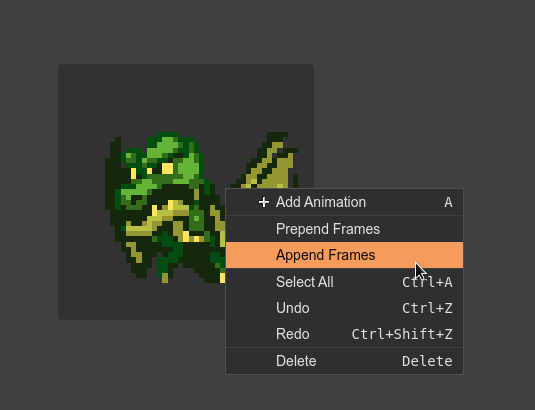 Add Animation A
Prepend Frames
Append Frames
Select All Ctrl+A
Undo Ctrl+Z
Redo Ctrl+Shift+Z
Delete Delete